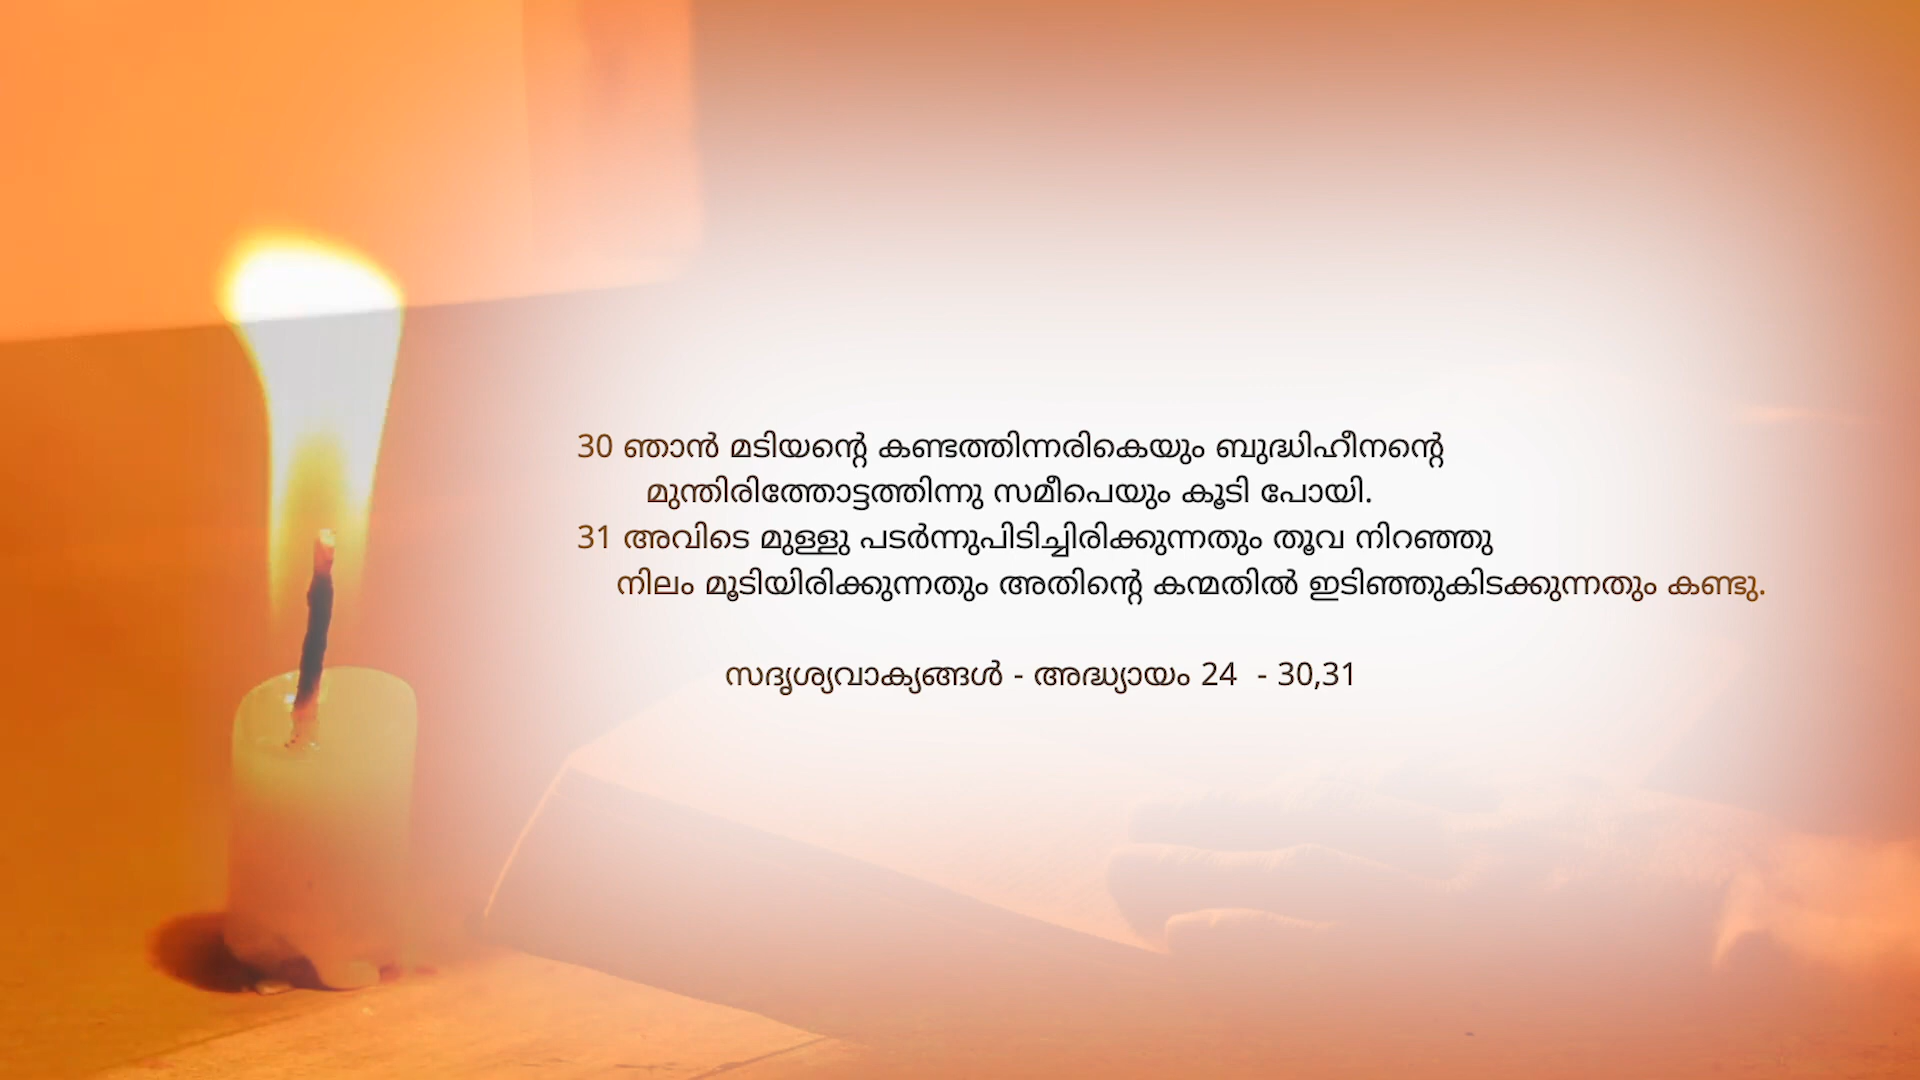 30 ഞാൻ മടിയന്റെ കണ്ടത്തിന്നരികെയും ബുദ്ധിഹീനന്റെ
മുന്തിരിത്തോട്ടത്തിന്നു സമീപെയും കൂടി പോയി.
31 അവിടെ മുള്ളു പടർന്നുപിടിച്ചിരിക്കുന്നതും തൂവ നിറഞ്ഞു
നിലം മൂടിയിരിക്കുന്നതും അതിന്റെ കന്മതിൽ ഇടിഞ്ഞുകിടക്കുന്നതും കണ്ടു.
സദൃശ്യവാക്യങ്ങൾ - അദ്ധ്യായം 24 - 30,31